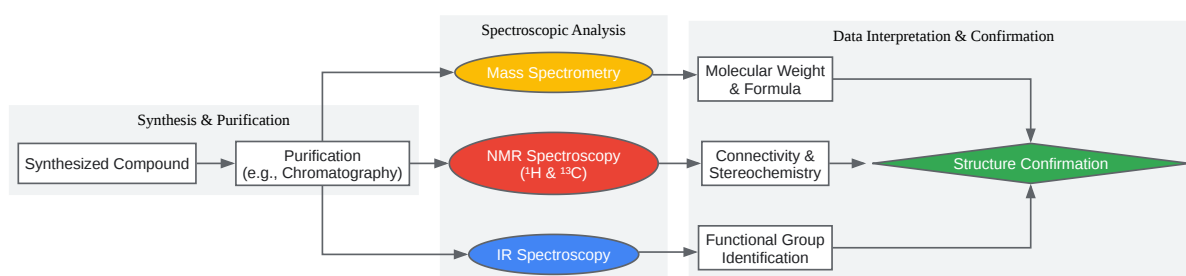 Spectroscopic Analysis
Data Interpretation & Confirmation
Mass Spectrometry
Molecular Weight
& Formula
Synthesis & Purification
Synthesized Compound
Purification
(e.g., Chromatography)
NMR Spectroscopy
(¹H & ¹³C)
Connectivity &
Stereochemistry
Structure Confirmation
IR Spectroscopy
Functional Group
Identification